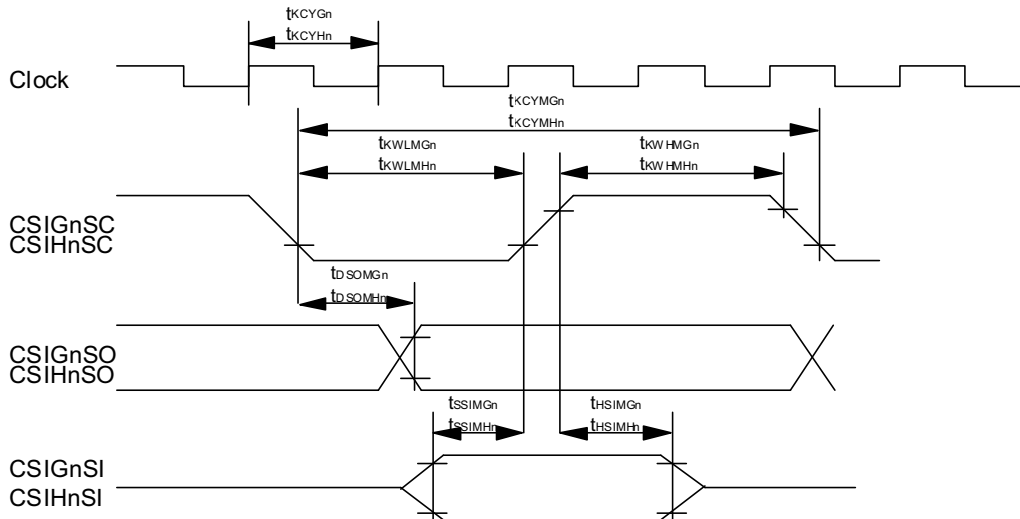 tKCYGn
tKCYHn
Clock
tKCYMGn
tKCYMHn
tKWLMGn
tKWLMHn
tKWHMGn
tKWHMHn
CSIGnSC
CSIHnSC
tDSOMGn
tDSOMHn
CSIGnSO
CSIHnSO
tSSIMGn
tSSIMHn
tHSIMGn
tHSIMHn
CSIGnSI
CSIHnSI